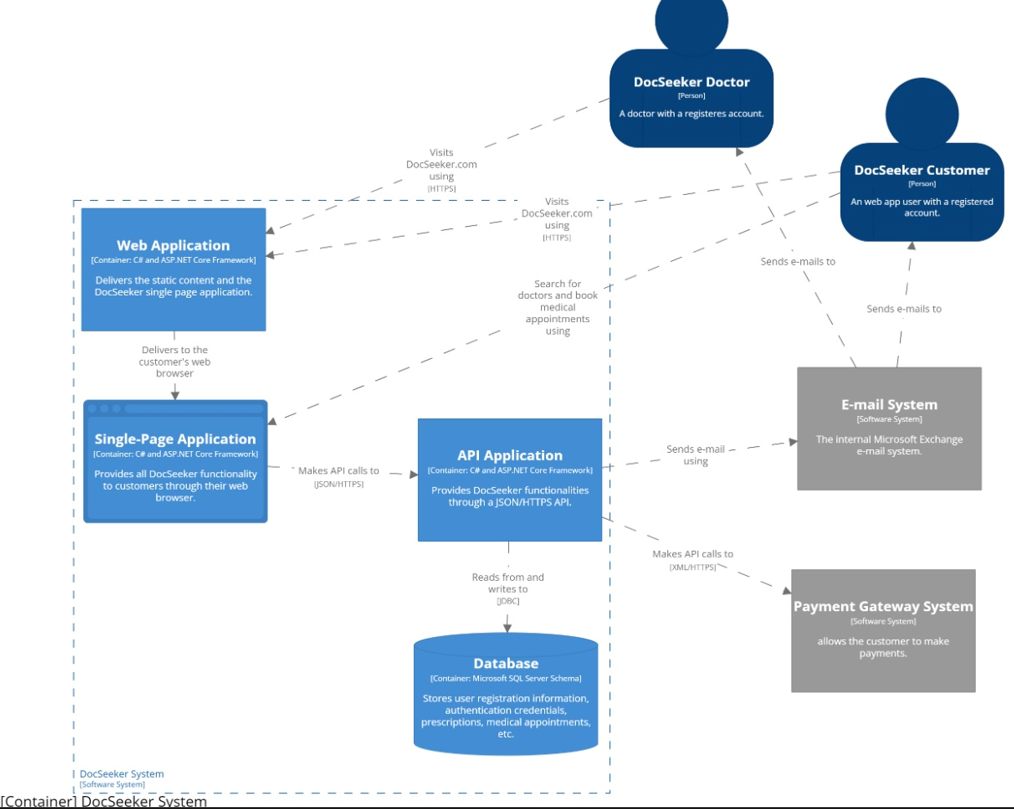 DocSeeker Doctor
[Person]
A doctor with a registeres account.
DocSeeker Customer
[Person]
An web app user with a registered
account.
Visits
DocSeeker.com
using
[HTTPS]
Visits
DocSeeker.com
using
[HTTPS]
Web Application
[Container: C# and ASP.NET Core Framework]
Delivers the static content and the
DocSeeker single page application.
Sends e-mails to
Search for
doctors and book
medical
appointments
using
Sends e-mails to
Delivers to the
customer's web
browser
E-mail System
[Software System]
The internal Microsoft Exchange
e-mail system.
Single-Page Application
[Container: C# and ASP.NET Core Framework]
Provides all DocSeeker functionality
to customers through their web
browser.
Makes API calls to
[JSON/HTTPS]
API Application
[Container: C# and ASP.NET Core Framework]
Provides DocSeeker functionalities
through a JSON/HTTPS API.
Sends e-mail
using
Makes API calls to
[XML/HTTPS]
Reads from and
writes to
[JDBC]
Payment Gateway System
[Software System]
allows the customer to make
payments.
Database
[Container: Microsoft SQL Server Schema]
Stores user registration information,
authentication credentials,
prescriptions, medical appointments,
etc.
DocSeeker System
[Software System]
[Container] DocSeeker System